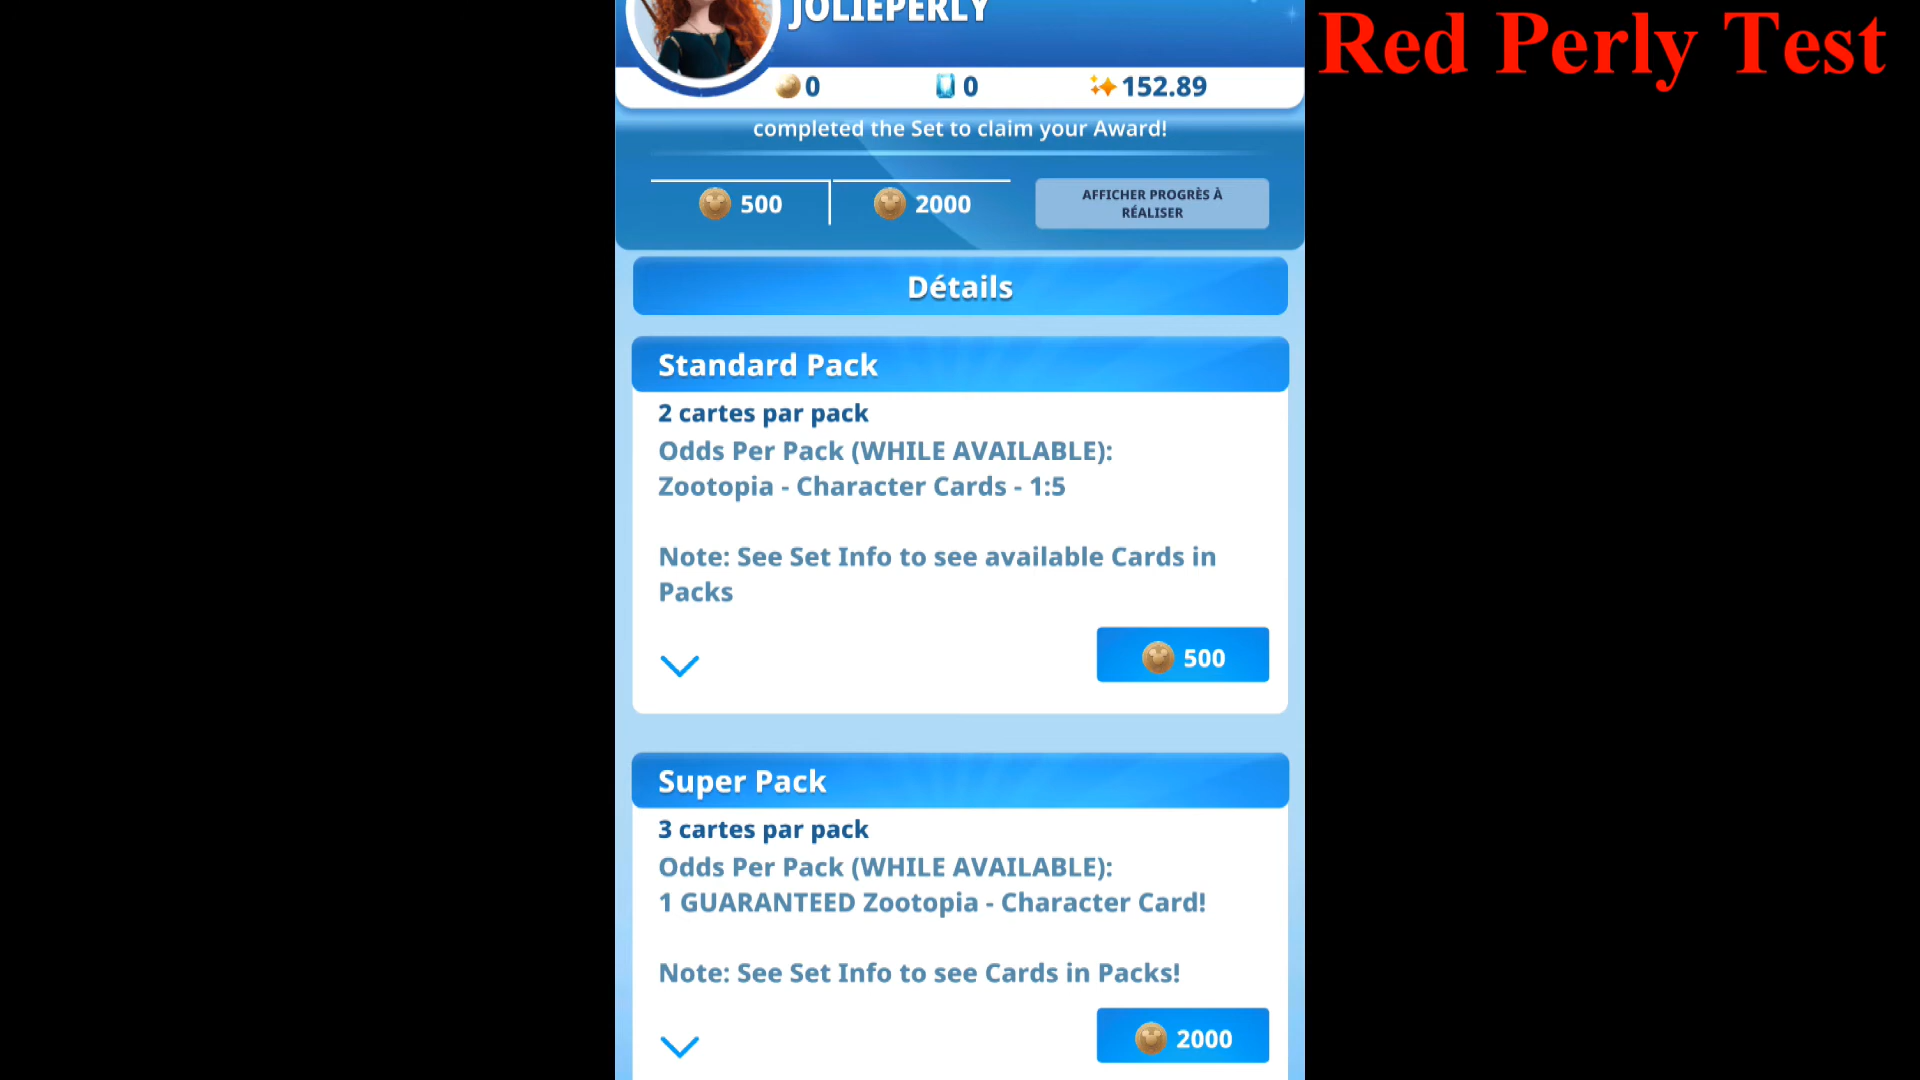 JOLIEPERLY
Red Perly Test
0
0
152.89
completed the Set to claim your Award!
500
2000
AFFICHER PROGRÈS À
RÉALISER
Détails
Standard Pack
2 cartes par pack
Odds Per Pack (WHILE AVAILABLE):
Zootopia - Character Cards - 1:5
Note: See Set Info to see available Cards in
Packs
500
Super Pack
3 cartes par pack
Odds Per Pack (WHILE AVAILABLE):
1 GUARANTEED Zootopia - Character Card!
Note: See Set Info to see Cards in Packs!
2000